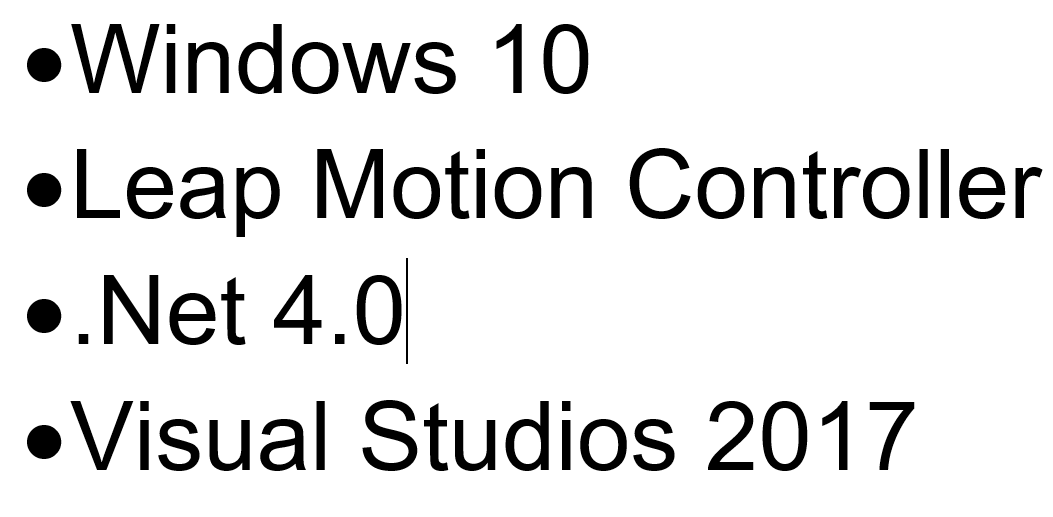 •Windows 10
•Leap Motion Controller
•.Net 4.0
•Visual Studios 2017